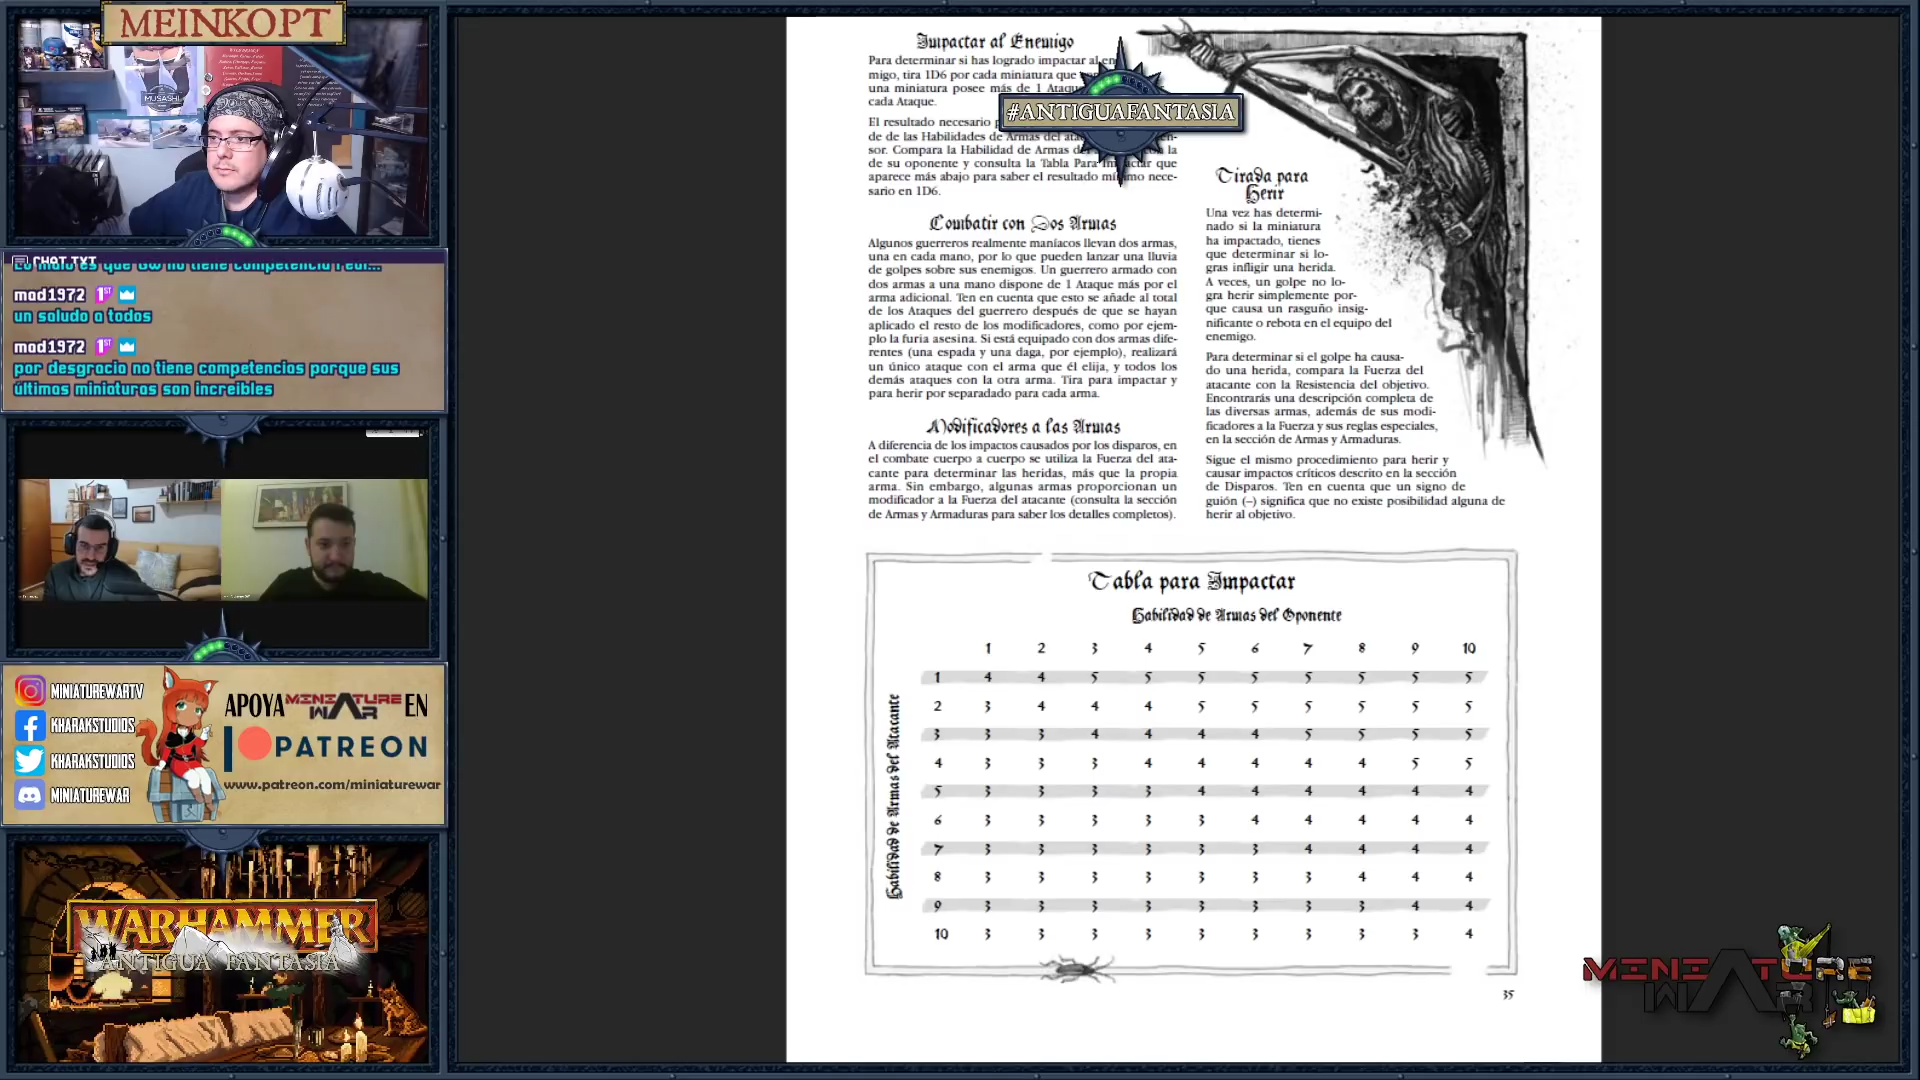 MEINKOPT
MUSASHI
CHAT.TXT
Lo malo es que GW no tiene competencia real...
mad1972 1ST
un saludo a todos
mad1972 1ST
por desgracia no tiene competencias porque sus
últimas miniaturas son increibles
MINIATUREWARTV
KHARAKSTUDIOS
KHARAKSTUDIOS
MINIATUREWAR
APOYA MINIATURE WAR EN
PATREON
www.patreon.com/miniaturewar
WARHAMMER
ANTIGUA FANTASIA
#ANTIGUAFANTASIA
Impactar al Enemigo
Para determinar si has logrado impactar al en
migo, tira 1D6 por cada miniatura que
una miniatura posee más de 1 Ataqu
cada Ataque.
El resultado necesario
de de las Habilidades de Armas del ata
sor. Compara la Habilidad de Armas de la
de su oponente y consulta la Tabla Para Impactar que
aparece más abajo para saber el resultado mínimo nece-
sario en 1D6.
Combatir con Dos Armas
Algunos guerreros realmente maníacos llevan dos armas,
una en cada mano, por lo que pueden lanzar una lluvia
de golpes sobre sus enemigos. Un guerrero armado con
dos armas a una mano dispone de 1 Ataque más por el
arma adicional. Ten en cuenta que esto se añade al total
de los Ataques del guerrero después de que se hayan
aplicado el resto de los modificadores, como por ejem-
plo la furia asesina. Si está equipado con dos armas dife-
rentes (una espada y una daga, por ejemplo), realizará
un único ataque con el arma que él elija, y todos los
demás ataques con la otra arma. Tira para impactar y
para herir por separadado para cada arma.
Modificadores a las Armas
A diferencia de los impactos causados por los disparos, en
el combate cuerpo a cuerpo se utiliza la Fuerza del ata-
cante para determinar las heridas, más que la propia
arma. Sin embargo, algunas armas proporcionan un
modificador a la Fuerza del atacante (consulta la sección
de Armas y Armaduras para saber los detalles completos).
Tirada para
Herir
Una vez has determi-
nado si la miniatura
ha impactado, tienes
que determinar si lo-
gras infligir una herida.
A veces, un golpe no lo-
gra herir simplemente por-
que causa un rasguño insig-
nificante o rebota en el equipo del
enemigo.
Para determinar si el golpe ha causa-
do una herida, compara la Fuerza del
atacante con la Resistencia del objetivo.
Encontrarás una descripción completa de
las diversas armas, además de sus modi-
ficadores a la Fuerza y sus reglas especiales,
en la sección de Armas y Armaduras.
Sigue el mismo procedimiento para herir y
causar impactos críticos descrito en la sección
de Disparos. Ten en cuenta que un signo de
guión (–) significa que no existe posibilidad alguna de
herir al objetivo.
Tabla para Impactar
Habilidad de Armas del Oponente
Habilidad de Armas del Atacante
1 2 3 4 5 6 7 8 9 10
1 4 4 5 5 5 5 5 5 5 5
2 3 4 4 4 5 5 5 5 5 5
3 3 3 4 4 4 4 5 5 5 5
4 3 3 3 4 4 4 4 4 5 5
5 3 3 3 3 4 4 4 4 4 4
6 3 3 3 3 3 4 4 4 4 4
7 3 3 3 3 3 3 4 4 4 4
8 3 3 3 3 3 3 3 4 4 4
9 3 3 3 3 3 3 3 3 4 4
10 3 3 3 3 3 3 3 3 3 4
35
MINIATURE
WAR